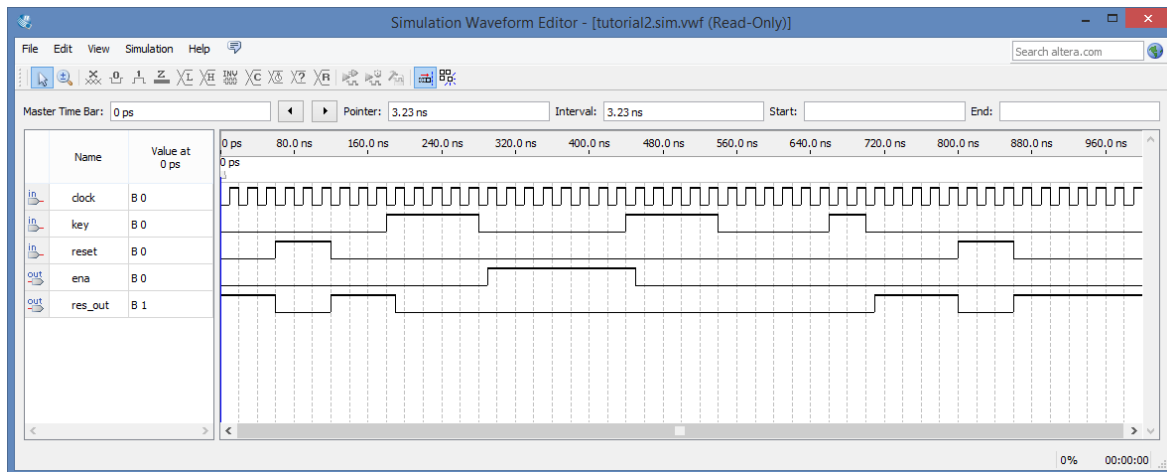 Simulation Waveform Editor - [tutorial2.sim.vwf (Read-Only)]
File Edit View Simulation Help
Search altera.com
Master Time Bar: 0 ps Pointer: 3.23 ns Interval: 3.23 ns Start: End:
Name Value at 0 ps
0 ps 80.0 ns 160.0 ns 240.0 ns 320.0 ns 400.0 ns 480.0 ns 560.0 ns 640.0 ns 720.0 ns 800.0 ns 880.0 ns 960.0 ns
0 ps
in clock B 0
in key B 0
in reset B 0
out ena B 0
out res_out B 1
0% 00:00:00